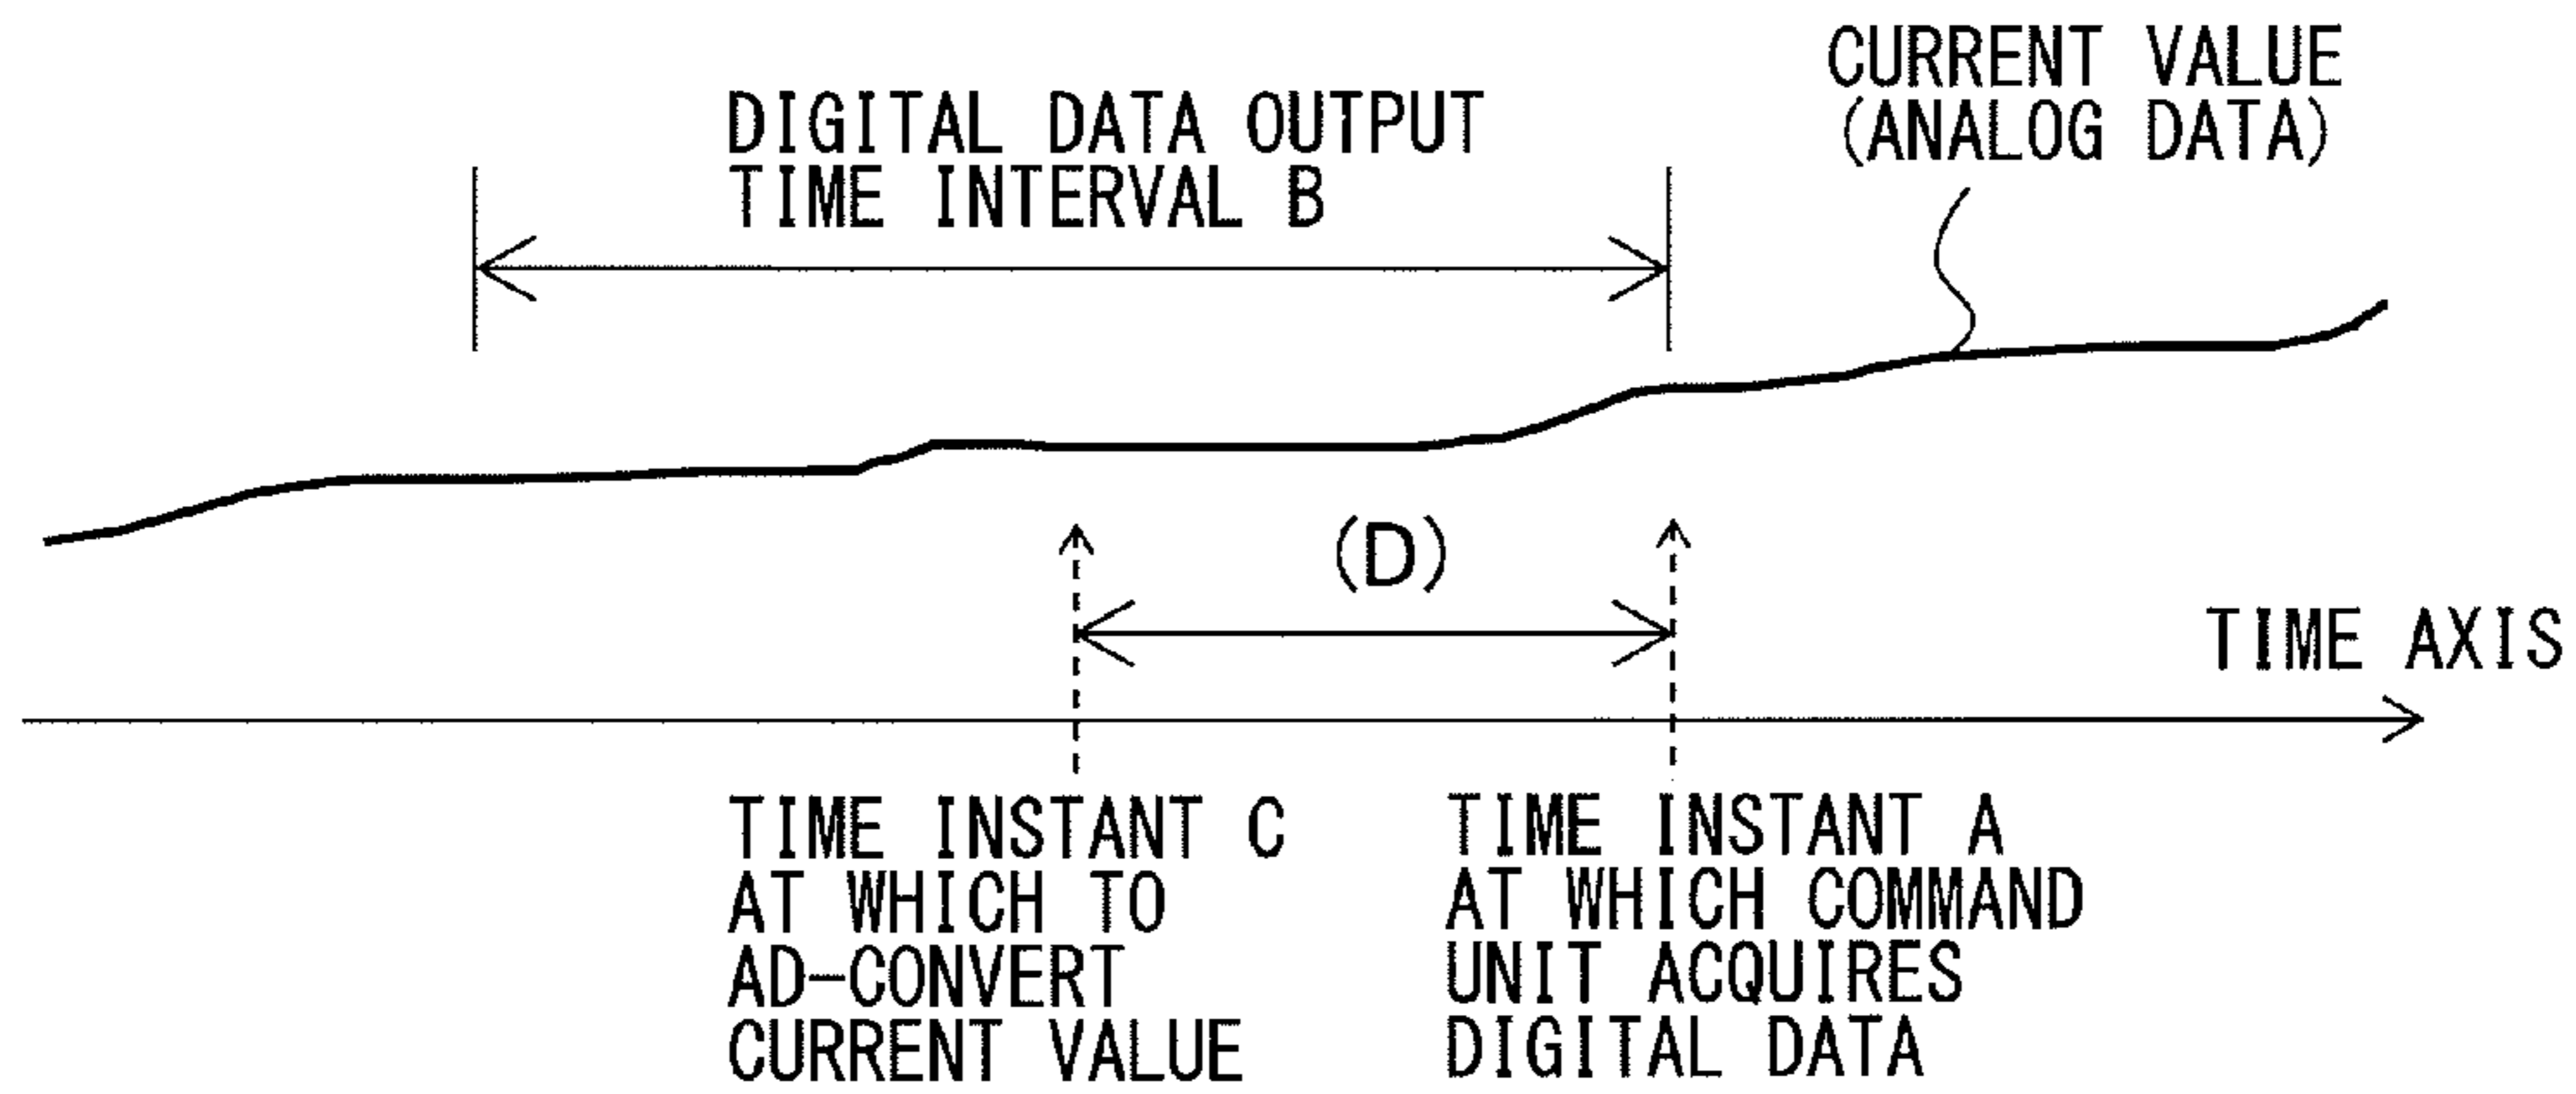 CURRENT VALUE
(ANALOG DATA)
DIGITAL DATA OUTPUT
TIME INTERVAL B
(D)
TIME AXIS
TIME INSTANT C
AT WHICH TO
AD-CONVERT
CURRENT VALUE
TIME INSTANT A
AT WHICH COMMAND
UNIT ACQUIRES
DIGITAL DATA